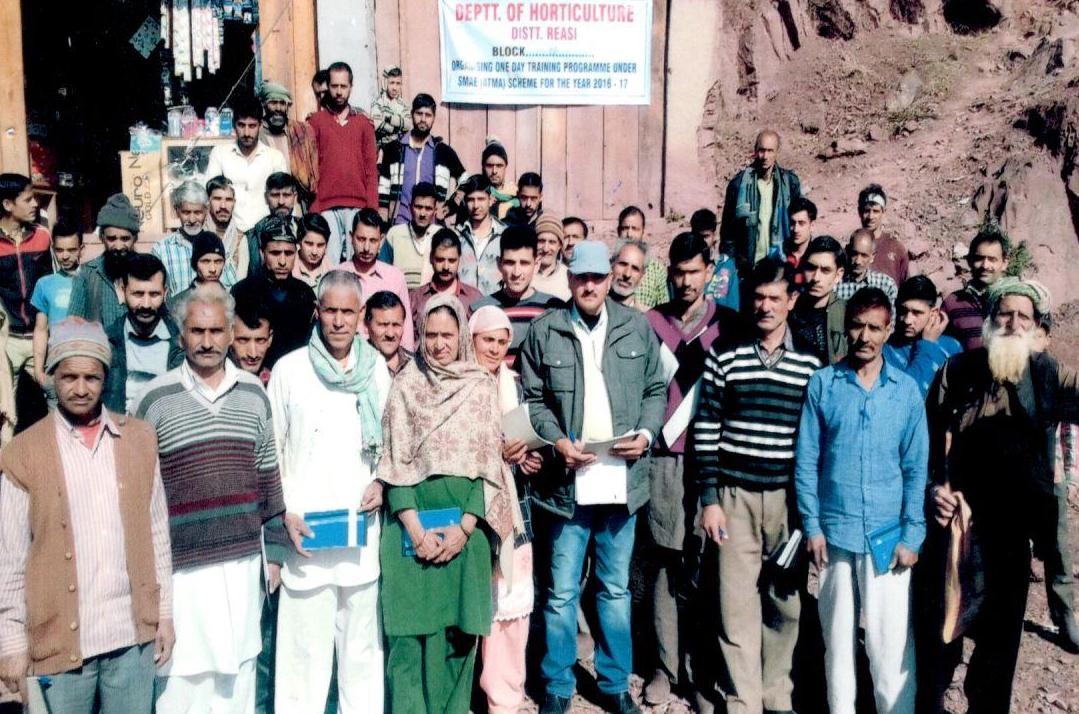 DEPTT. OF HORTICULTURE
DISTT. REASI
BLOCK....................
ORGANISING ONE DAY TRAINING PROGRAMME UNDER
SMAE (ATMA) SCHEME FOR THE YEAR 2016 - 17
GOLD